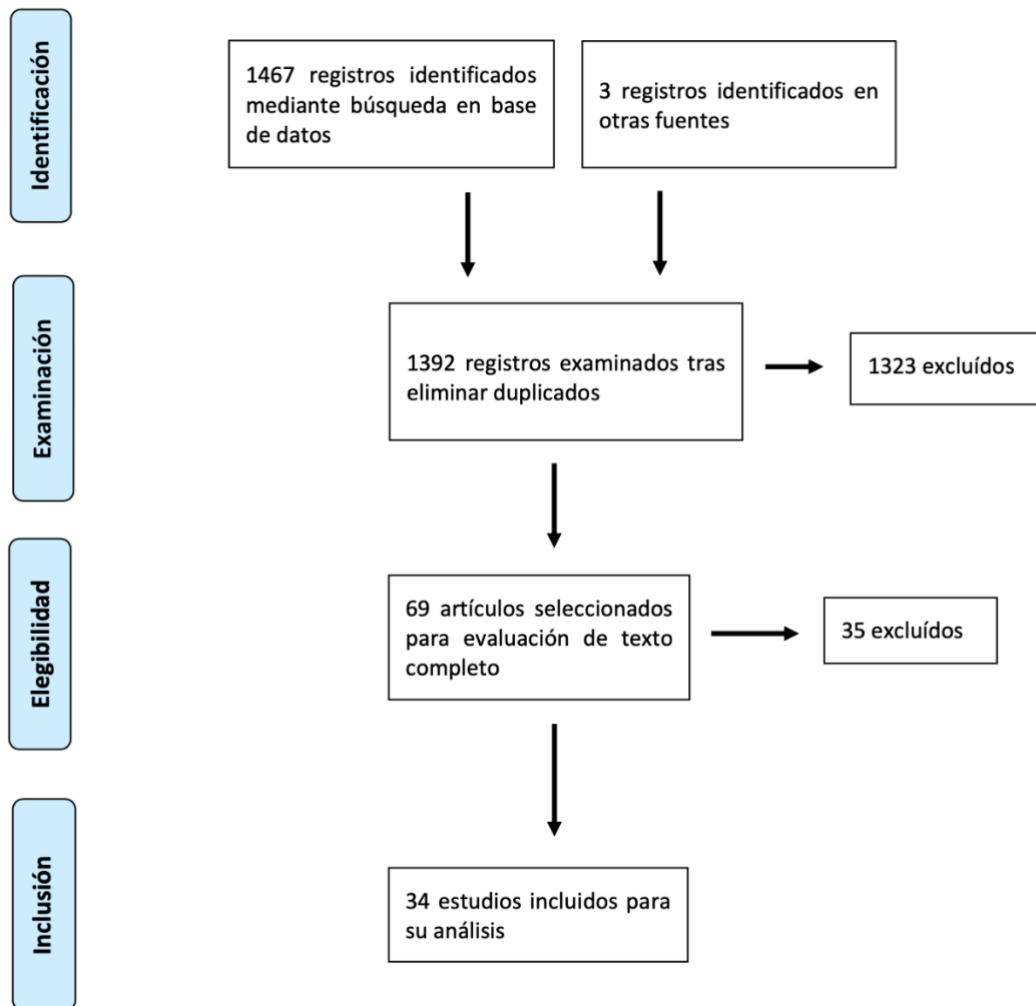 Identificación
1467 registros identificados
mediante búsqueda en base
de datos
3 registros identificados en
otras fuentes
Examinación
1392 registros examinados tras
eliminar duplicados
1323 excluídos
Elegibilidad
69 artículos seleccionados
para evaluación de texto
completo
35 excluídos
Inclusión
34 estudios incluidos para
su análisis